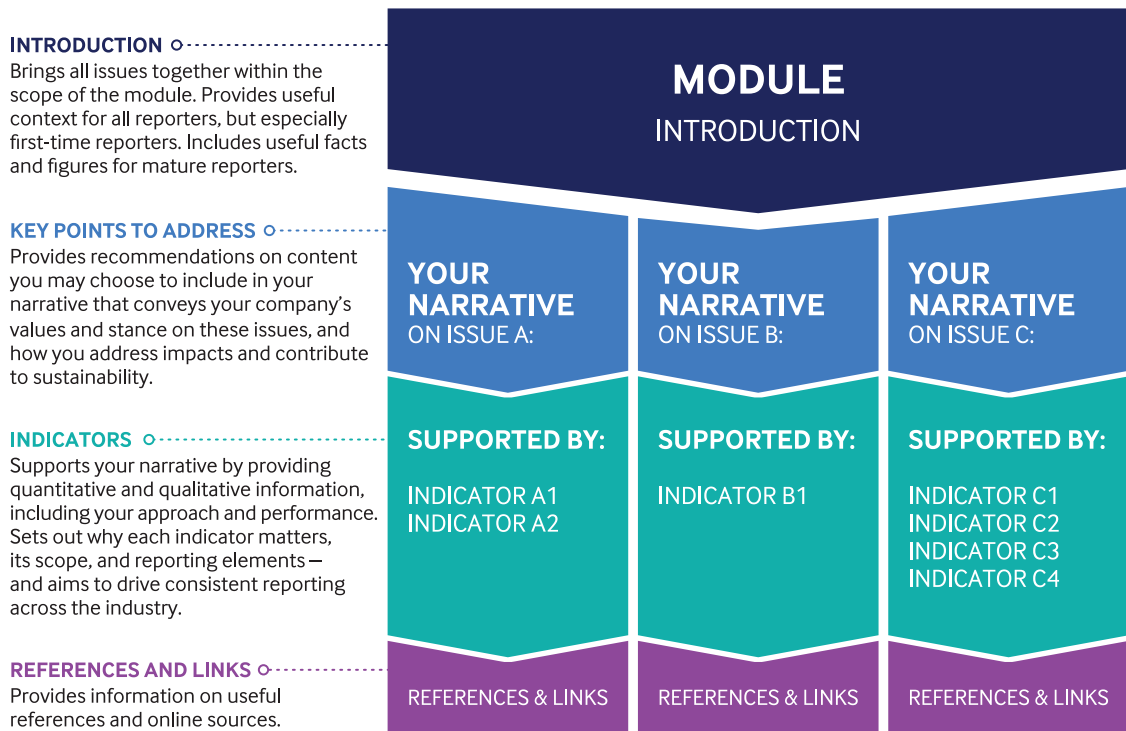 INTRODUCTION
Brings all issues together within the
scope of the module. Provides useful
context for all reporters, but especially
first-time reporters. Includes useful facts
and figures for mature reporters.
MODULE
INTRODUCTION
KEY POINTS TO ADDRESS
Provides recommendations on content
you may choose to include in your
narrative that conveys your company’s
values and stance on these issues, and
how you address impacts and contribute
to sustainability.
YOUR
NARRATIVE
ON ISSUE A:
YOUR
NARRATIVE
ON ISSUE B:
YOUR
NARRATIVE
ON ISSUE C:
INDICATORS
Supports your narrative by providing
quantitative and qualitative information,
including your approach and performance.
Sets out why each indicator matters,
its scope, and reporting elements —
and aims to drive consistent reporting
across the industry.
SUPPORTED BY:
INDICATOR A1
INDICATOR A2
SUPPORTED BY:
INDICATOR B1
SUPPORTED BY:
INDICATOR C1
INDICATOR C2
INDICATOR C3
INDICATOR C4
REFERENCES AND LINKS
Provides information on useful
references and online sources.
REFERENCES & LINKS
REFERENCES & LINKS
REFERENCES & LINKS